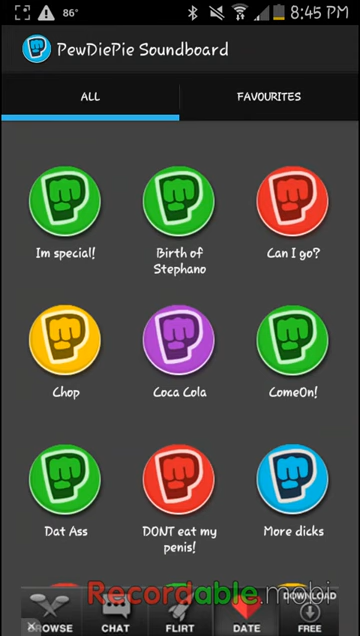 86°
8:45 PM
PewDiePie Soundboard
ALL
FAVOURITES
Im special!
Birth of
Stephano
Can I go?
Chop
Coca Cola
ComeOn!
Dat Ass
DONT eat my
penis!
More dicks
Recordable.mobi
DOWNLOAD
BROWSE
CHAT
FLIRT
DATE
FREE